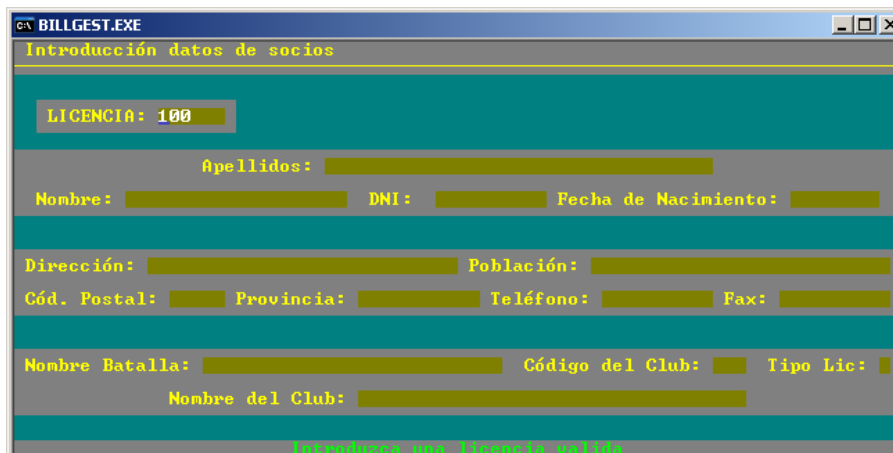 BILLGEST.EXE
Introducción datos de socios
LICENCIA: 100
Apellidos:
Nombre: DNI: Fecha de Nacimiento:
Dirección: Población:
Cód. Postal: Provincia: Teléfono: Fax:
Nombre Batalla: Código del Club: Tipo Lic:
Nombre del Club:
Introduzca una licencia valida